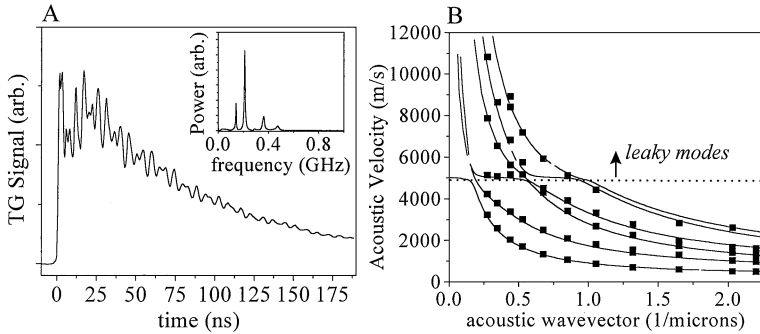 A
TG Signal (arb.)
0
25
50
75
100
125
150
175
time (ns)
Power (arb.)
0.0
0.4
0.8
frequency (GHz)
B
Acoustic Velocity (m/s)
12000
10000
8000
6000
4000
2000
0
leaky modes
0.0
0.5
1.0
1.5
2.0
acoustic wavevector (1/microns)